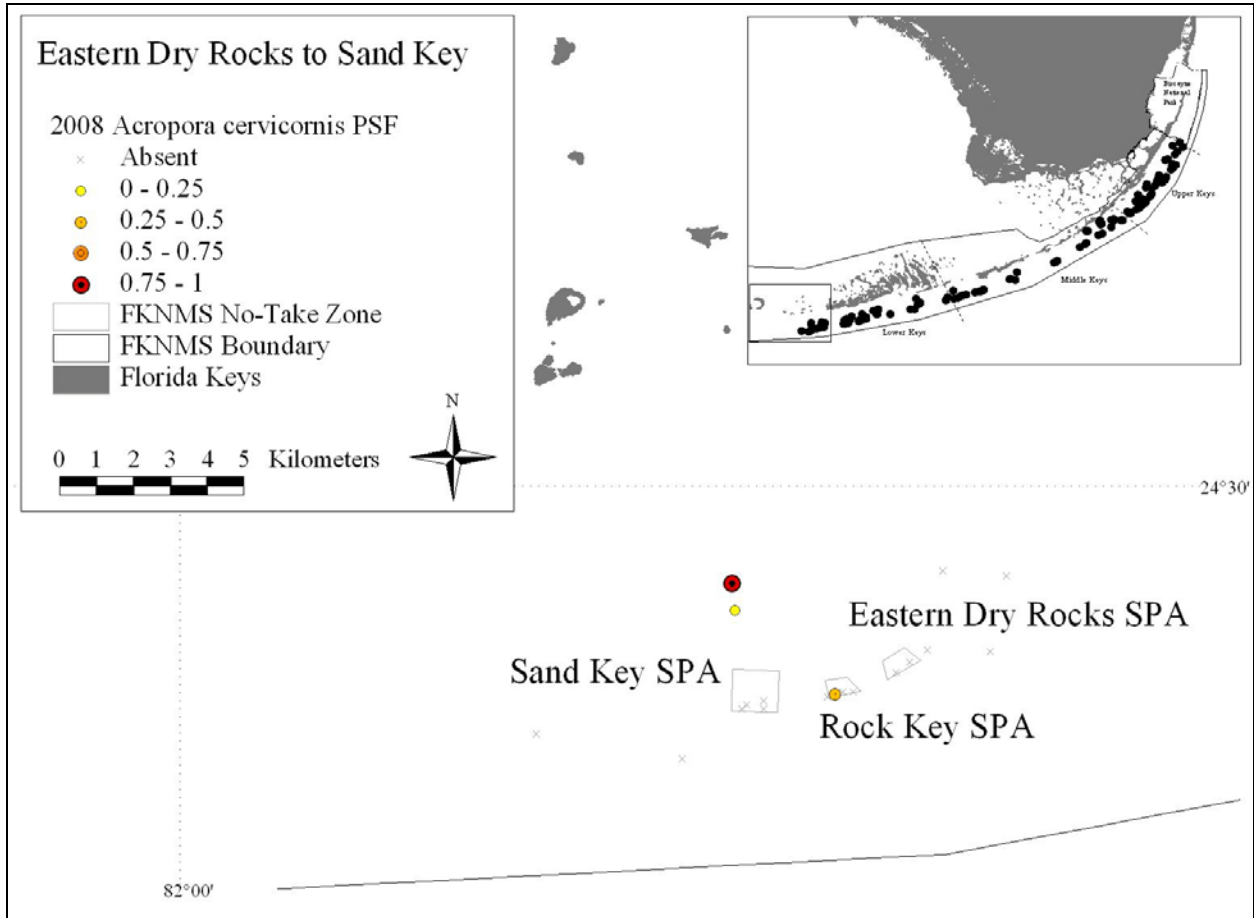 Eastern Dry Rocks to Sand Key
2008 Acropora cervicornis PSF
Absent
0 - 0.25
0.25 - 0.5
0.5 - 0.75
0.75 - 1
FKNMS No-Take Zone
FKNMS Boundary
Florida Keys
N
0 1 2 3 4 5 Kilometers
Biscayne
National
Park
Upper Keys
Middle Keys
Lower Keys
24°30'
Eastern Dry Rocks SPA
Sand Key SPA
Rock Key SPA
82°00'